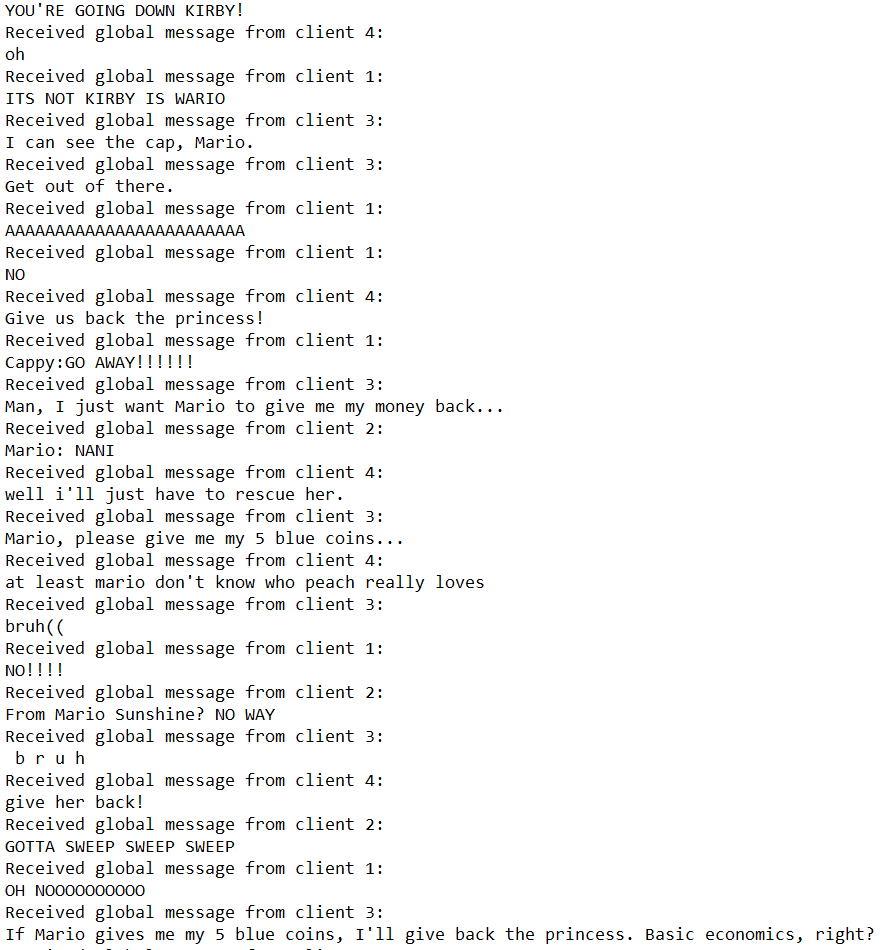 YOU'RE GOING DOWN KIRBY!
Received global message from client 4:
oh
Received global message from client 1:
ITS NOT KIRBY IS WARIO
Received global message from client 3:
I can see the cap, Mario.
Received global message from client 3:
Get out of there.
Received global message from client 1:
AAAAAAAAAAAAAAAAAAAAAAAA
Received global message from client 1:
NO
Received global message from client 4:
Give us back the princess!
Received global message from client 1:
Cappy:GO AWAY!!!!!!
Received global message from client 3:
Man, I just want Mario to give me my money back...
Received global message from client 2:
Mario: NANI
Received global message from client 4:
well i'll just have to rescue her.
Received global message from client 3:
Mario, please give me my 5 blue coins...
Received global message from client 4:
at least mario don't know who peach really loves
Received global message from client 3:
bruh((
Received global message from client 1:
NO!!!!
Received global message from client 2:
From Mario Sunshine? NO WAY
Received global message from client 3:
 b r u h
Received global message from client 4:
give her back!
Received global message from client 2:
GOTTA SWEEP SWEEP SWEEP
Received global message from client 1:
OH NOOOOOOOOOO
Received global message from client 3:
If Mario gives me my 5 blue coins, I'll give back the princess. Basic economics, right?